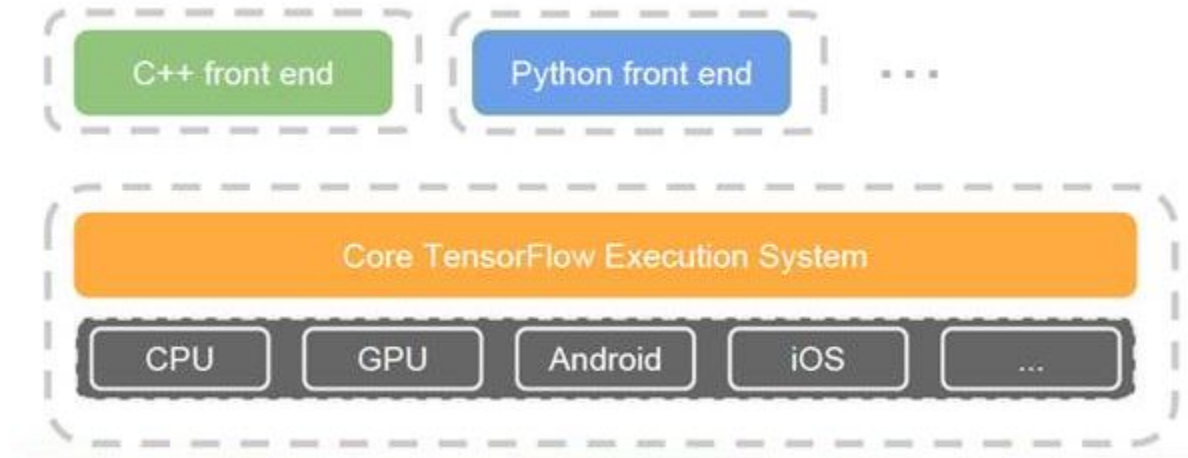 C++ front end
Python front end
...
Core TensorFlow Execution System
CPU
GPU
Android
iOS
...